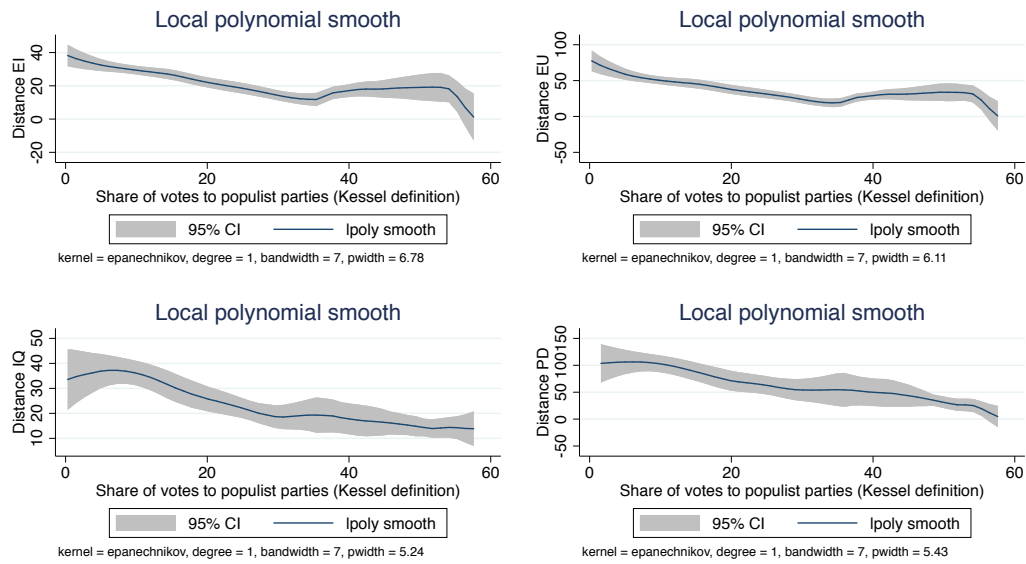 Local polynomial smooth
Distance EI
40
20
0
-20
0 20 40 60
Share of votes to populist parties (Kessel definition)
95% CI lpoly smooth
kernel = epanechnikov, degree = 1, bandwidth = 7, pwidth = 6.78
Local polynomial smooth
Distance EU
100
50
0
-50
0 20 40 60
Share of votes to populist parties (Kessel definition)
95% CI lpoly smooth
kernel = epanechnikov, degree = 1, bandwidth = 7, pwidth = 6.11
Local polynomial smooth
Distance IQ
50
40
30
20
10
0 20 40 60
Share of votes to populist parties (Kessel definition)
95% CI lpoly smooth
kernel = epanechnikov, degree = 1, bandwidth = 7, pwidth = 5.24
Local polynomial smooth
Distance PD
150
100
50
0
-50
0 20 40 60
Share of votes to populist parties (Kessel definition)
95% CI lpoly smooth
kernel = epanechnikov, degree = 1, bandwidth = 7, pwidth = 5.43